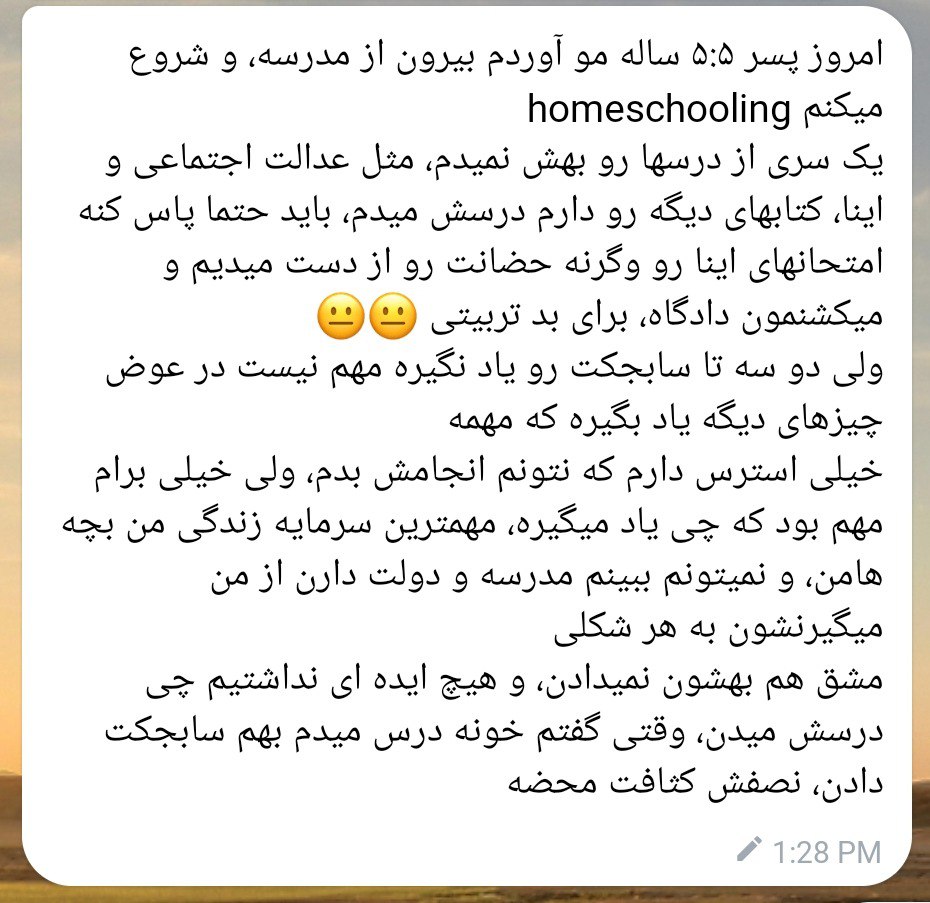 امروز پسر ۵:۵ ساله مو آوردم بیرون از مدرسه، و شروع
میکنم homeschooling
یک سری از درسها رو بهش نمیدم، مثل عدالت اجتماعی و
اینا، کتابهای دیگه رو دارم درسش میدم، باید حتما پاس کنه
امتحانهای اینا رو وگرنه حضانت رو از دست میدیم و
میکشنمون دادگاه، برای بد تربیتی 😐😐
ولی دو سه تا سابجکت رو یاد نگیره مهم نیست در عوض
چیزهای دیگه یاد بگیره که مهمه
خیلی استرس دارم که نتونم انجامش بدم، ولی خیلی برام
مهم بود که چی یاد میگیره، مهمترین سرمایه زندگی من بچه
هامن، و نمیتونم ببینم مدرسه و دولت دارن از من
میگیرنشون به هر شکلی
مشق هم بهشون نمیدادن، و هیچ ایده ای نداشتیم چی
درسش میدن، وقتی گفتم خونه درس میدم بهم سابجکت
دادن، نصفش کثافت محضه
1:28 PM